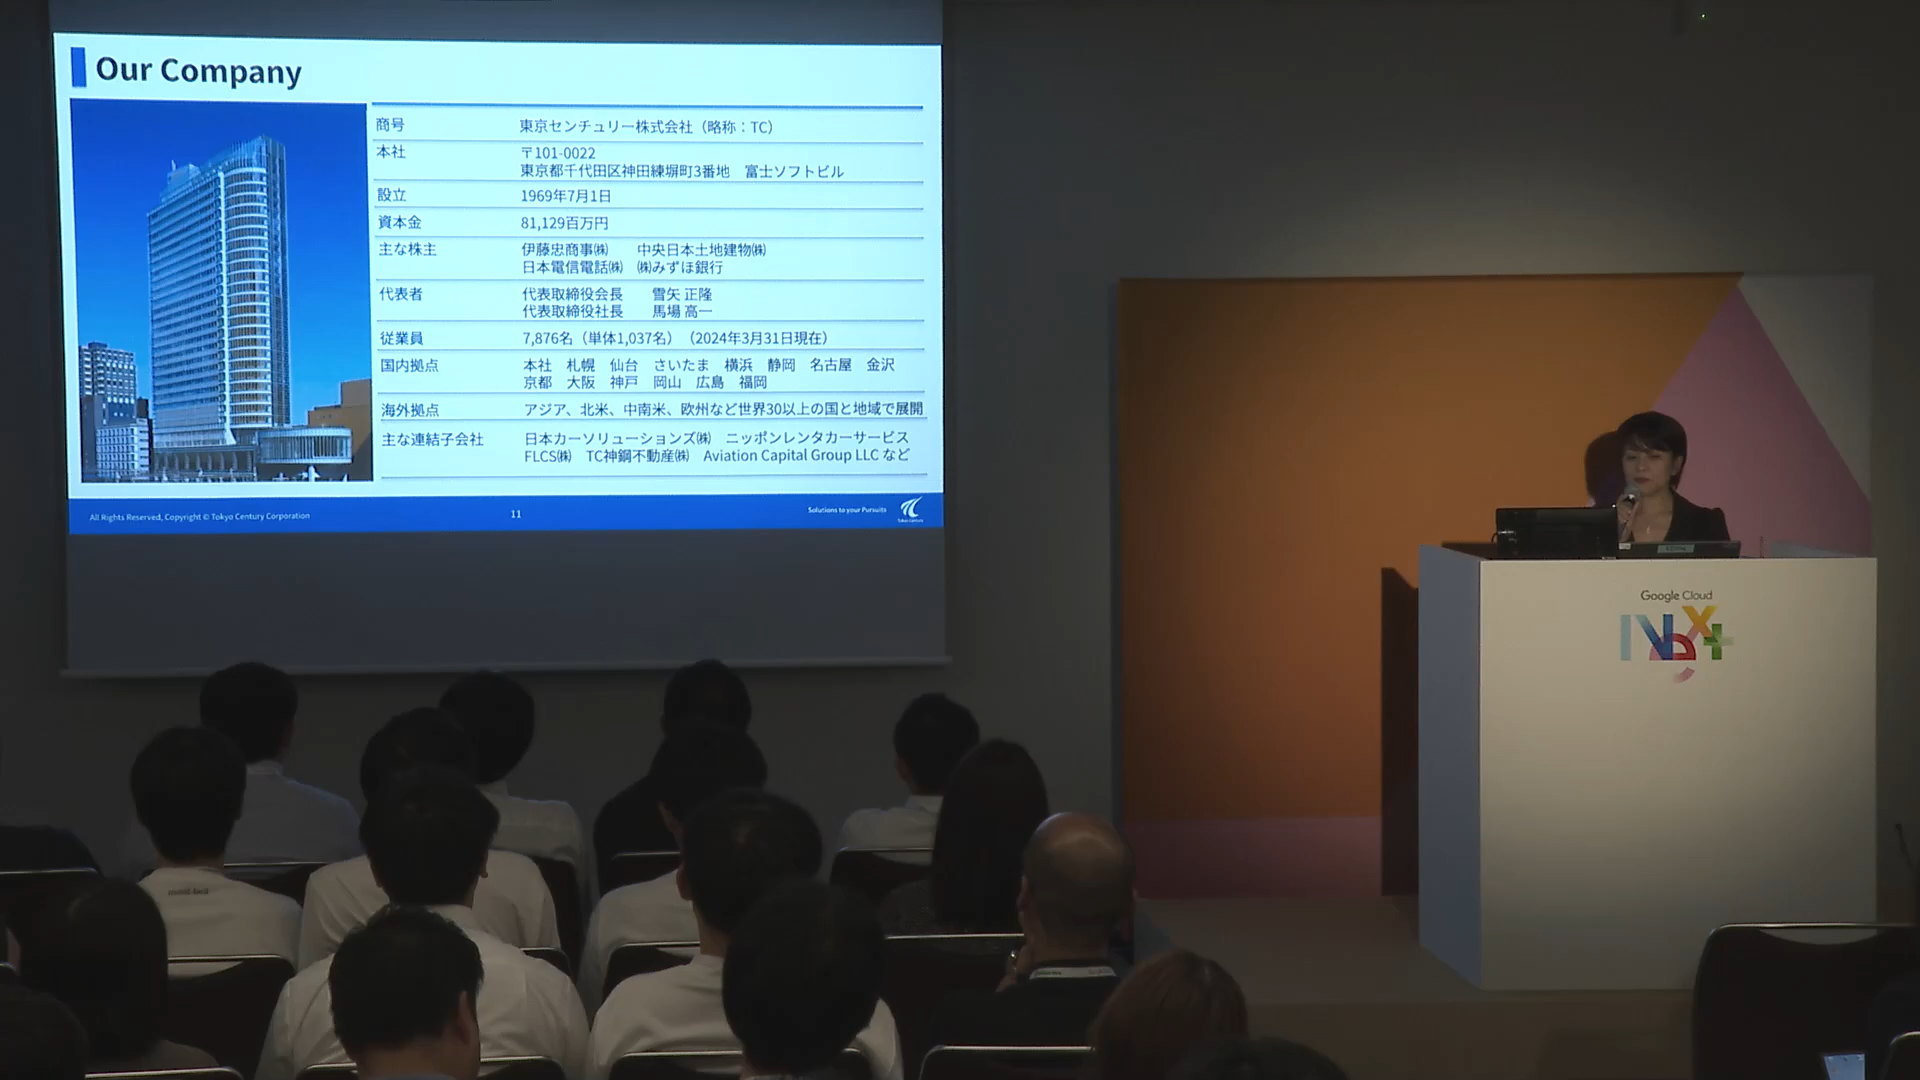 Our Company
商号 東京センチュリー株式会社（略称：TC）
本社 〒101-0022
東京都千代田区神田練塀町3番地 富士ソフトビル
設立 1969年7月1日
資本金 81,129百万円
主な株主 伊藤忠商事㈱ 中央日本土地建物㈱
日本電信電話㈱ ㈱みずほ銀行
代表者 代表取締役会長 雪矢 正隆
代表取締役社長 馬場 高一
従業員 7,876名（単体1,037名）（2024年3月31日現在）
国内拠点 本社 札幌 仙台 さいたま 横浜 静岡 名古屋 金沢
京都 大阪 神戸 岡山 広島 福岡
海外拠点 アジア、北米、中南米、欧州など世界30以上の国と地域で展開
主な連結子会社 日本カーソリューションズ㈱ ニッポンレンタカーサービス
FLCS㈱ TC神鋼不動産㈱ Aviation Capital Group LLC など
All Rights Reserved, Copyright © Tokyo Century Corporation
11
Solutions to your Pursuits
Tokyo Century
Google Cloud
Next
mont-bell